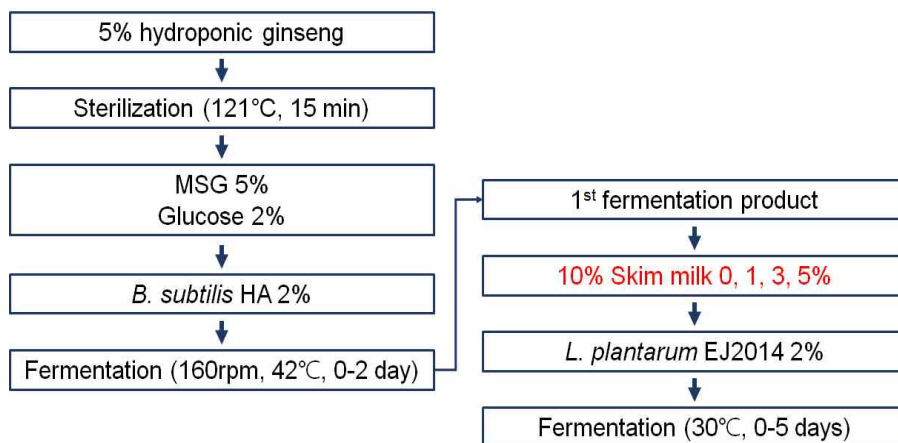 5% hydroponic ginseng
Sterilization (121°C, 15 min)
MSG 5%
Glucose 2%
B. subtilis HA 2%
Fermentation (160rpm, 42℃, 0-2 day)
1st fermentation product
10% Skim milk 0, 1, 3, 5%
L. plantarum EJ2014 2%
Fermentation (30℃, 0-5 days)